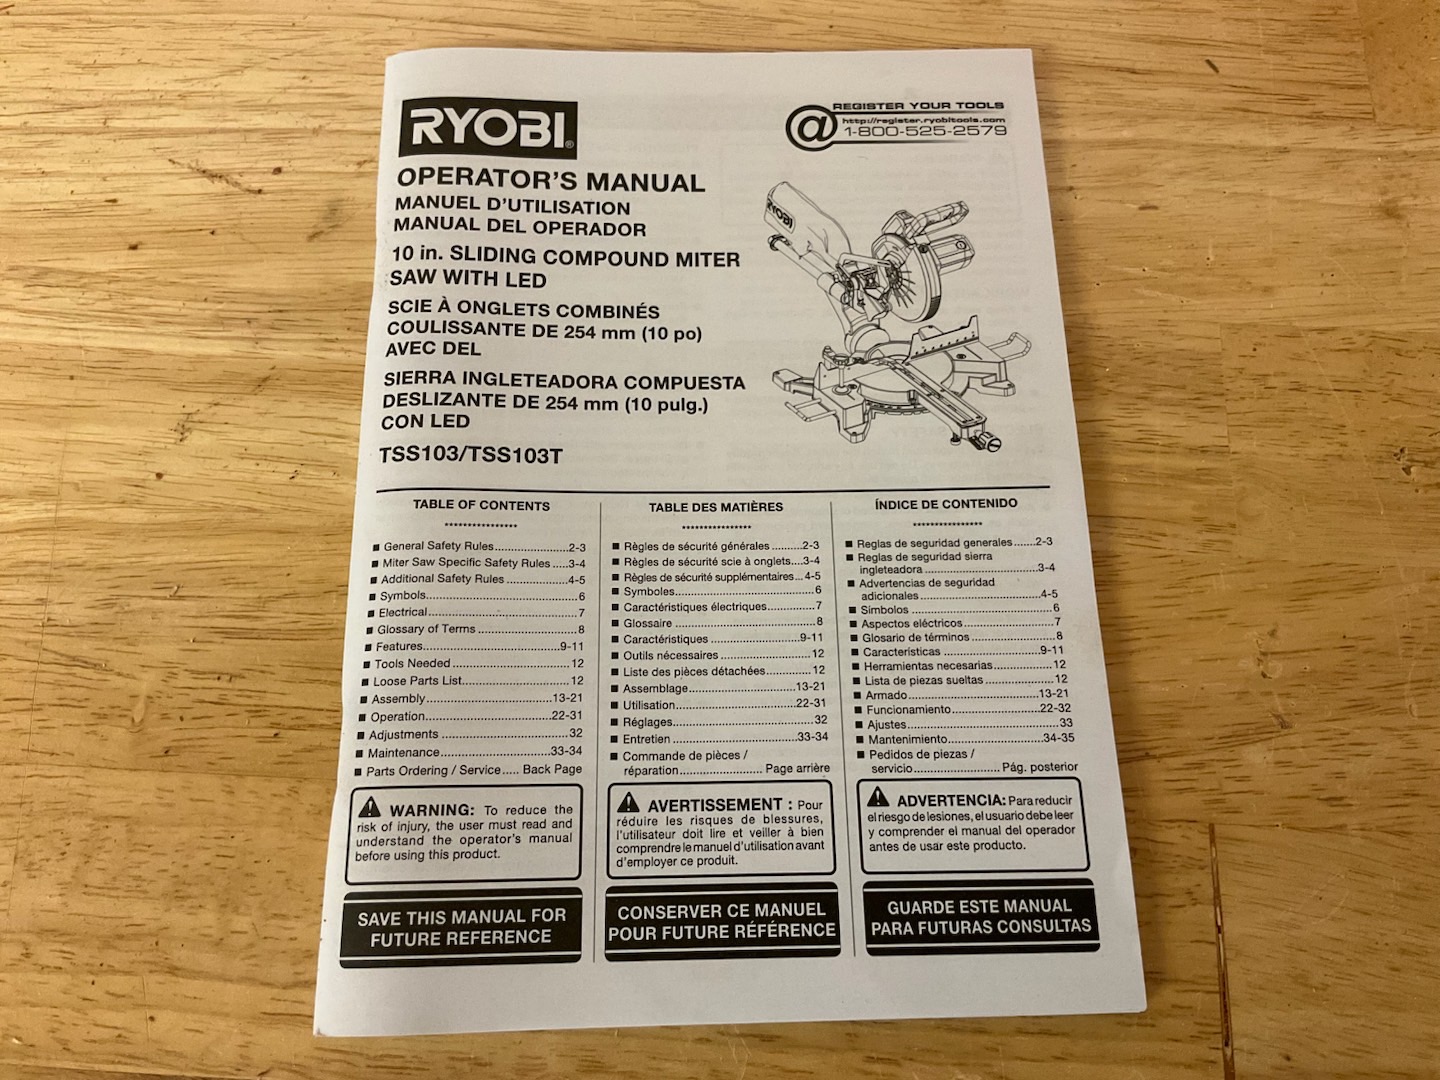 RYOBI®
REGISTER YOUR TOOLS
http://register.ryobitools.com
1-800-525-2579
OPERATOR'S MANUAL
MANUEL D'UTILISATION
MANUAL DEL OPERADOR
10 in. SLIDING COMPOUND MITER
SAW WITH LED
SCIE À ONGLETS COMBINÉS
COULISSANTE DE 254 mm (10 po)
AVEC DEL
SIERRA INGLETEADORA COMPUESTA
DESLIZANTE DE 254 mm (10 pulg.)
CON LED
TSS103/TSS103T
RYOBI
TABLE OF CONTENTS
****************
■ General Safety Rules.......................2-3
■ Miter Saw Specific Safety Rules .....3-4
■ Additional Safety Rules ...................4-5
■ Symbols...............................................6
■ Electrical..............................................7
■ Glossary of Terms ..............................8
■ Features..........................................9-11
■ Tools Needed ....................................12
■ Loose Parts List.................................12
■ Assembly......................................13-21
■ Operation......................................22-31
■ Adjustments ......................................32
■ Maintenance.................................33-34
■ Parts Ordering / Service..... Back Page
⚠ WARNING: To reduce the
risk of injury, the user must read and
understand the operator's manual
before using this product.
SAVE THIS MANUAL FOR
FUTURE REFERENCE
TABLE DES MATIÈRES
****************
■ Règles de sécurité générales ..........2-3
■ Règles de sécurité scie à onglets....3-4
■ Règles de sécurité supplémentaires...4-5
■ Symboles............................................6
■ Caractéristiques électriques...............7
■ Glossaire ............................................8
■ Caractéristiques ...........................9-11
■ Outils nécessaires ............................12
■ Liste des pièces détachées..............12
■ Assemblage.................................13-21
■ Utilisation.....................................22-31
■ Réglages...........................................32
■ Entretien ......................................33-34
■ Commande de pièces /
réparation......................... Page arrière
⚠ AVERTISSEMENT : Pour
réduire les risques de blessures,
l'utilisateur doit lire et veiller à bien
comprendre le manuel d'utilisation avant
d'employer ce produit.
CONSERVER CE MANUEL
POUR FUTURE RÉFÉRENCE
ÍNDICE DE CONTENIDO
****************
■ Reglas de seguridad generales .......2-3
■ Reglas de seguridad sierra
ingleteadora ...................................3-4
■ Advertencias de seguridad
adicionales.....................................4-5
■ Simbolos ...........................................6
■ Aspectos eléctricos............................7
■ Glosario de términos .........................8
■ Características .............................9-11
■ Herramientas necesarias..................12
■ Lista de piezas sueltas .....................12
■ Armado.......................................13-21
■ Funcionamiento............................22-32
■ Ajustes..............................................33
■ Mantenimiento.............................34-35
■ Pedidos de piezas /
servicio.......................... Pág. posterior
⚠ ADVERTENCIA: Para reducir
el riesgo de lesiones, el usuario debe leer
y comprender el manual del operador
antes de usar este producto.
GUARDE ESTE MANUAL
PARA FUTURAS CONSULTAS